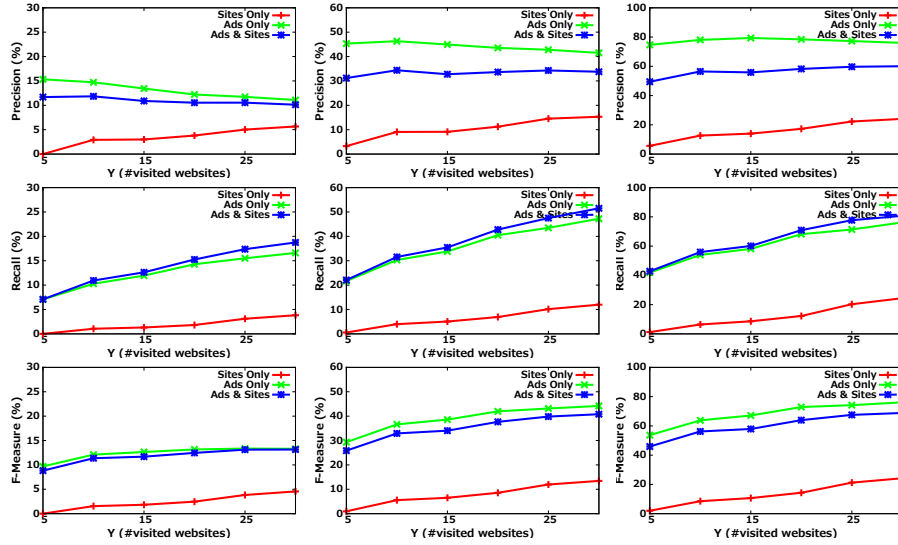 Precision (%)
30
25
20
15
10
5
0
5
15
25
Y (#visited websites)
Sites Only
Ads Only
Ads & Sites
Precision (%)
60
50
40
30
20
10
0
5
15
25
Y (#visited websites)
Sites Only
Ads Only
Ads & Sites
Precision (%)
100
80
60
40
20
0
5
15
25
Y (#visited websites)
Sites Only
Ads Only
Ads & Sites
Recall (%)
30
25
20
15
10
5
0
5
15
25
Y (#visited websites)
Sites Only
Ads Only
Ads & Sites
Recall (%)
60
50
40
30
20
10
0
5
15
25
Y (#visited websites)
Sites Only
Ads Only
Ads & Sites
Recall (%)
100
80
60
40
20
0
5
15
25
Y (#visited websites)
Sites Only
Ads Only
Ads & Sites
F-Measure (%)
30
25
20
15
10
5
0
5
15
25
Y (#visited websites)
Sites Only
Ads Only
Ads & Sites
F-Measure (%)
60
50
40
30
20
10
0
5
15
25
Y (#visited websites)
Sites Only
Ads Only
Ads & Sites
F-Measure (%)
100
80
60
40
20
0
5
15
25
Y (#visited websites)
Sites Only
Ads Only
Ads & Sites